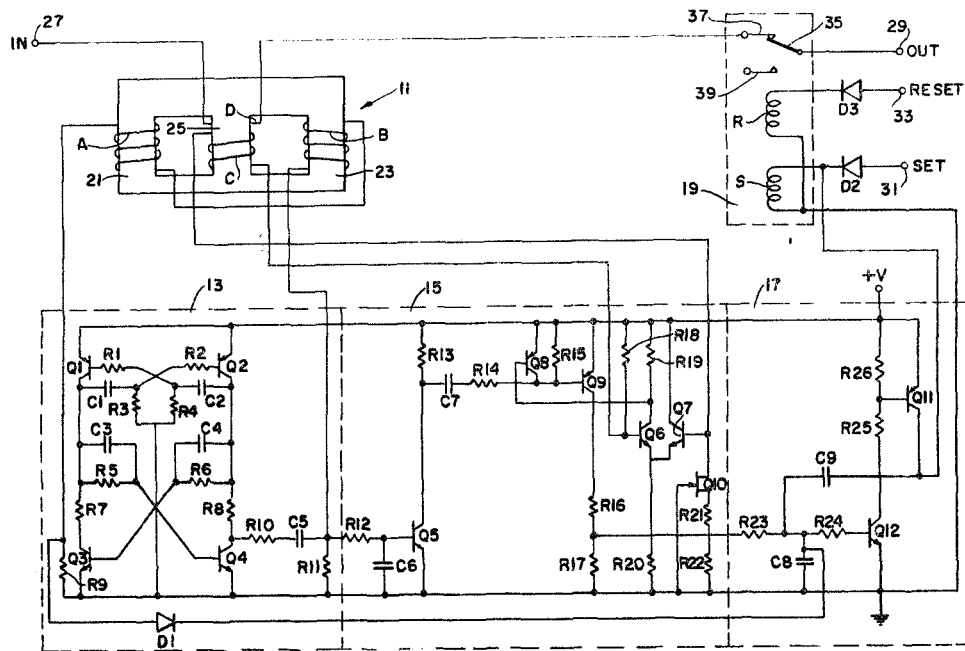 27
IN
37
35
29
OUT
11
39
RESET
D3
33
R
A
25
D
B
C
21
23
SET
S
D2
31
19
13
15
17
+V
R1
R2
R13
R18
Q1
Q2
R14
Q8
R15
Q9
R19
R26
Q11
C1
C2
R3
R4
C7
Q7
C3
C4
Q6
R25
C9
R5
R6
Q10
R7
R8
R16
R21
R10
C5
R12
R23
R24
Q12
Q3
Q4
Q5
R9
R11
C6
R17
R20
R22
C8
D1